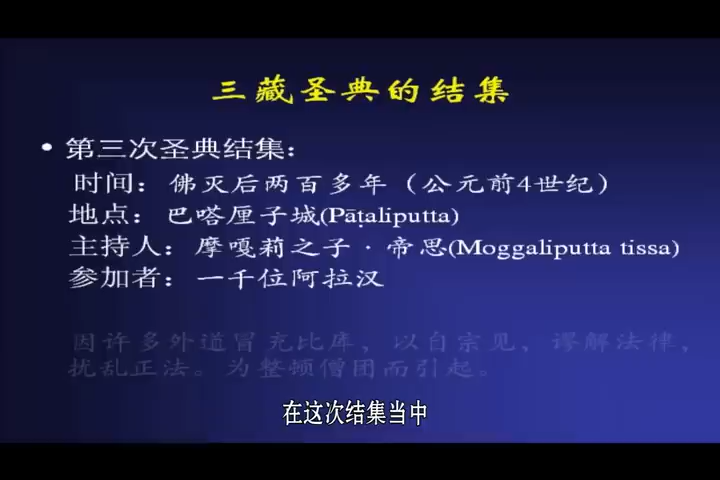 三藏圣典的结集
• 第三次圣典结集：
时间：佛灭后两百多年（公元前4世纪）
地点：巴嗒厘子城(Pāṭaliputta)
主持人：摩嘎莉之子·帝思(Moggaliputta tissa)
参加者：一千位阿拉汉
因许多外道冒充比库，以自宗见、谬解法律，
扰乱正法。为整顿僧团而引起。
在这次结集当中